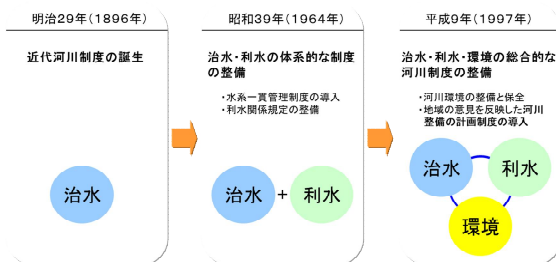 明治29年(1896年)
近代河川制度の誕生
治水
昭和39年(1964年)
治水・利水の体系的な制度
の整備
・水系一貫管理制度の導入
・利水関係規定の整備
治水
+
利水
平成9年(1997年)
治水・利水・環境の総合的な
河川制度の整備
・河川環境の整備と保全
・地域の意見を反映した河川
整備の計画制度の導入
治水
利水
環境